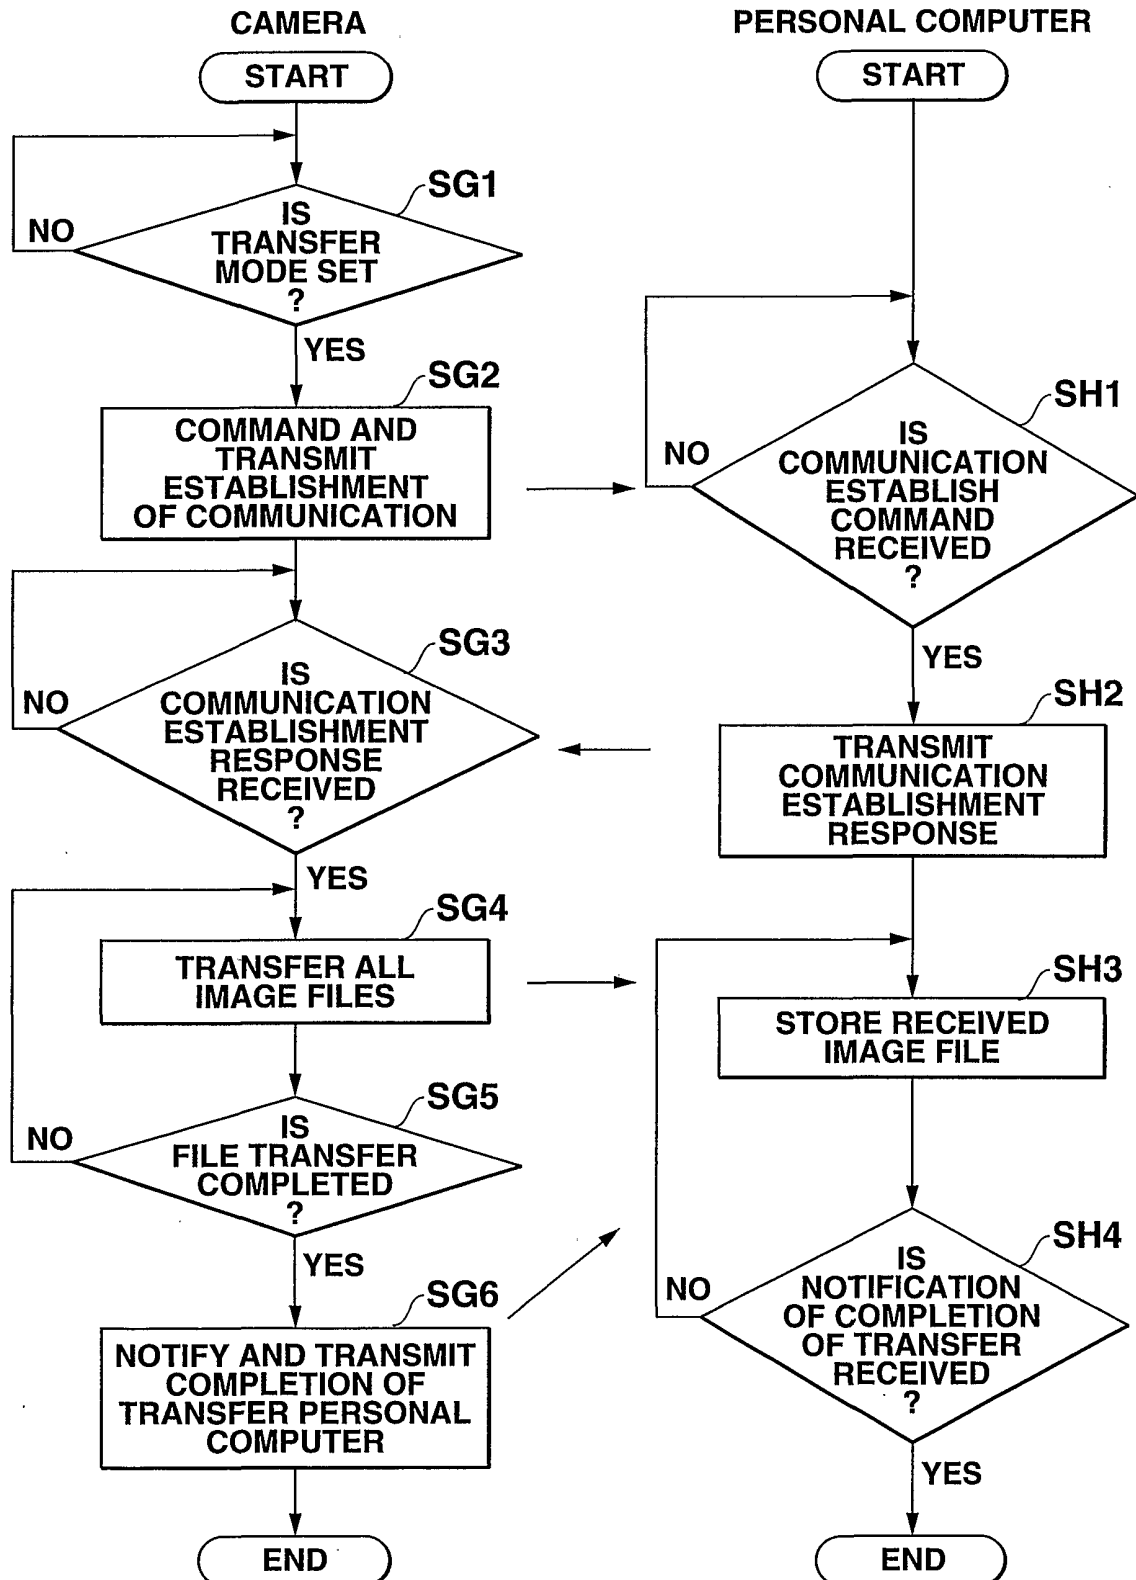 CAMERA
START
SG1
NO
IS
TRANSFER
MODE SET
?
YES
SG2
COMMAND AND
TRANSMIT
ESTABLISHMENT
OF COMMUNICATION
SG3
NO
IS
COMMUNICATION
ESTABLISHMENT
RESPONSE
RECEIVED
?
YES
SG4
TRANSFER ALL
IMAGE FILES
SG5
NO
IS
FILE TRANSFER
COMPLETED
?
YES
SG6
NOTIFY AND TRANSMIT
COMPLETION OF
TRANSFER PERSONAL
COMPUTER
END
PERSONAL COMPUTER
START
SH1
NO
IS
COMMUNICATION
ESTABLISH
COMMAND
RECEIVED
?
YES
SH2
TRANSMIT
COMMUNICATION
ESTABLISHMENT
RESPONSE
SH3
STORE RECEIVED
IMAGE FILE
SH4
NO
IS
NOTIFICATION
OF COMPLETION
OF TRANSFER
RECEIVED
?
YES
END